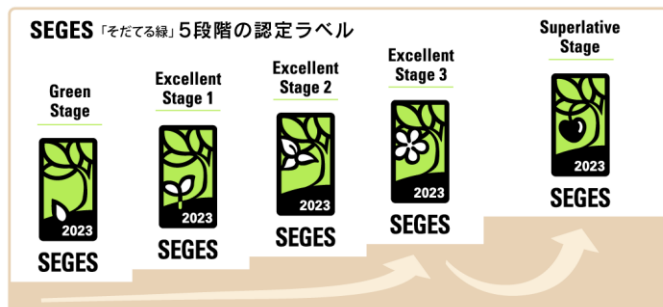 SEGES「そだてる緑」5段階の認定ラベル
Green
Stage
2023
SEGES
Excellent
Stage 1
2023
SEGES
Excellent
Stage 2
2023
SEGES
Excellent
Stage 3
2023
SEGES
Superlative
Stage
2023
SEGES